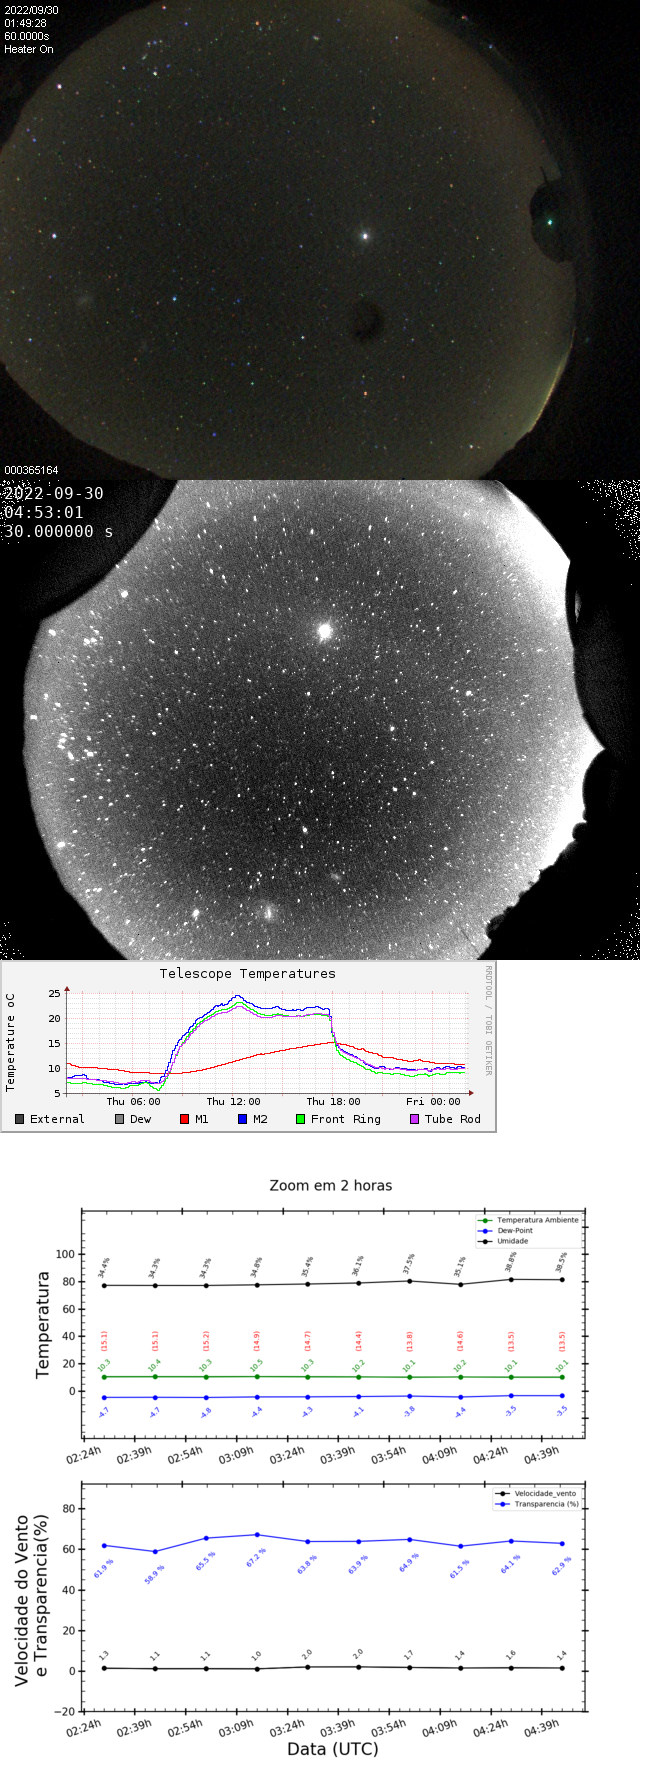 2022/09/30
01:49:28
60.0000s
Heater On
000365164
2022-09-30
04:53:01
30.000000 s
Telescope Temperatures
RRDTOOL / TOBI OETIKER
Temperature oC
25
20
15
10
5
Thu 06:00 Thu 12:00 Thu 18:00 Fri 00:00
External Dew M1 M2 Front Ring Tube Rod
Zoom em 2 horas
Temperatura Ambiente
Dew-Point
Umidade
Temperatura
100
80
60
40
20
0
34.4% 34.3% 34.3% 34.8% 35.4% 36.1% 37.5% 35.1% 38.8% 38.5%
(15.1) (15.1) (15.2) (14.9) (14.7) (14.4) (13.8) (14.6) (13.5) (13.5)
10.3 10.4 10.3 10.5 10.3 10.2 10.1 10.2 10.1 10.1
-4.7 -4.7 -4.8 -4.4 -4.3 -4.1 -3.8 -4.4 -3.5 -3.5
02:24h 02:39h 02:54h 03:09h 03:24h 03:39h 03:54h 04:09h 04:24h 04:39h
Velocidade_vento
Transparencia (%)
Velocidade do Vento
e Transparencia(%)
80
60
40
20
0
−20
61.9 % 58.9 % 65.5 % 67.2 % 63.8 % 63.9 % 64.9 % 61.5 % 64.1 % 62.9 %
1.3 1.1 1.1 1.0 2.0 2.0 1.7 1.4 1.6 1.4
02:24h 02:39h 02:54h 03:09h 03:24h 03:39h 03:54h 04:09h 04:24h 04:39h
Data (UTC)